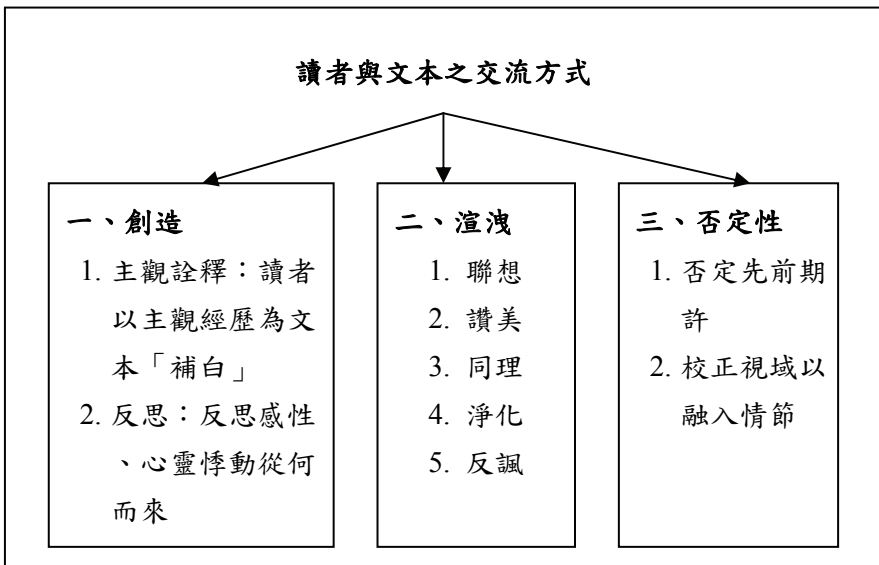 讀者與文本之交流方式
一、創造
1. 主觀詮釋：讀者
以主觀經歷為文
本「補白」
2. 反思：反思感性
、心靈悸動從何
而來
二、渲洩
1. 聯想
2. 讚美
3. 同理
4. 淨化
5. 反諷
三、否定性
1. 否定先前期
許
2. 校正視域以
融入情節